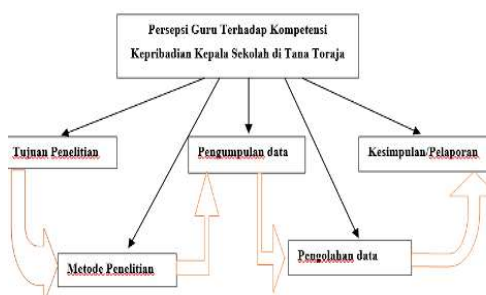 Persepsi Guru Terhadap Kompetensi
Kepribadian Kepala Sekolah di Tana Toraja
Tujuan Penelitian
Pengumpulan data
Kesimpulan/Pelaporan
Metode Penelitian
Pengolahan data